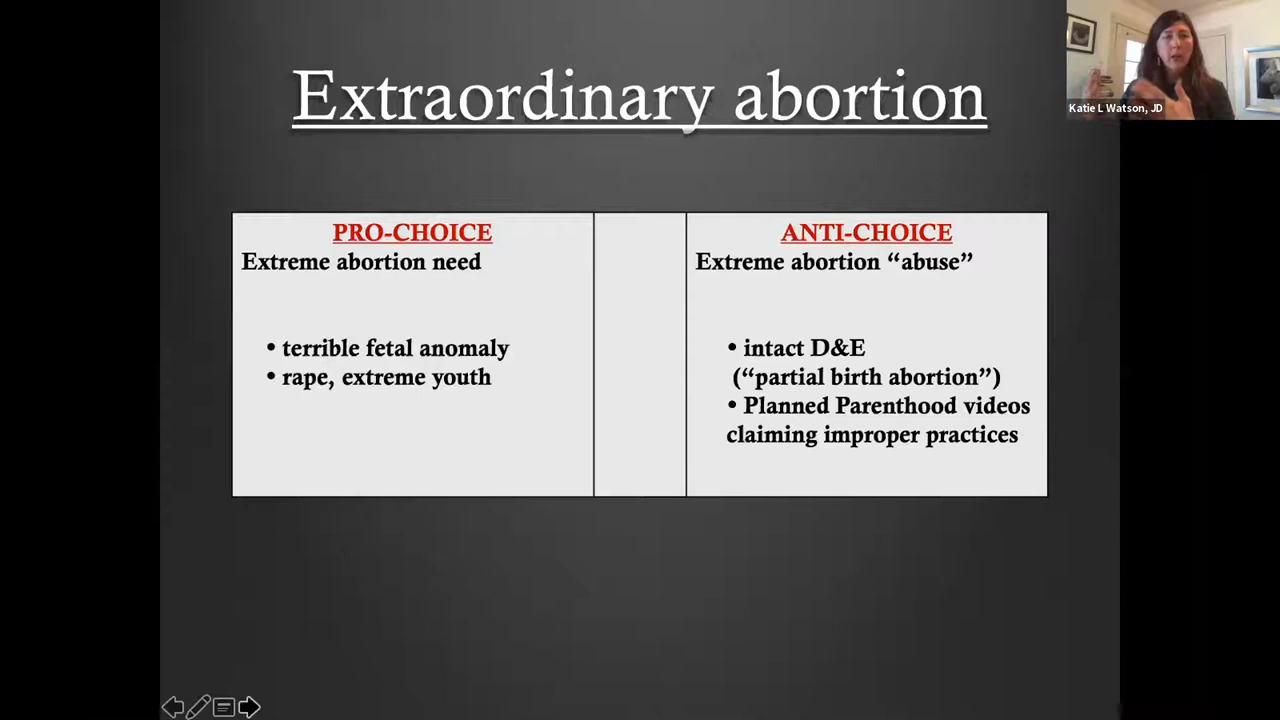 Extraordinary abortion
Katie L Watson, JD
PRO-CHOICE
Extreme abortion need
• terrible fetal anomaly
• rape, extreme youth
ANTI-CHOICE
Extreme abortion “abuse”
• intact D&E
(“partial birth abortion”)
• Planned Parenthood videos
claiming improper practices